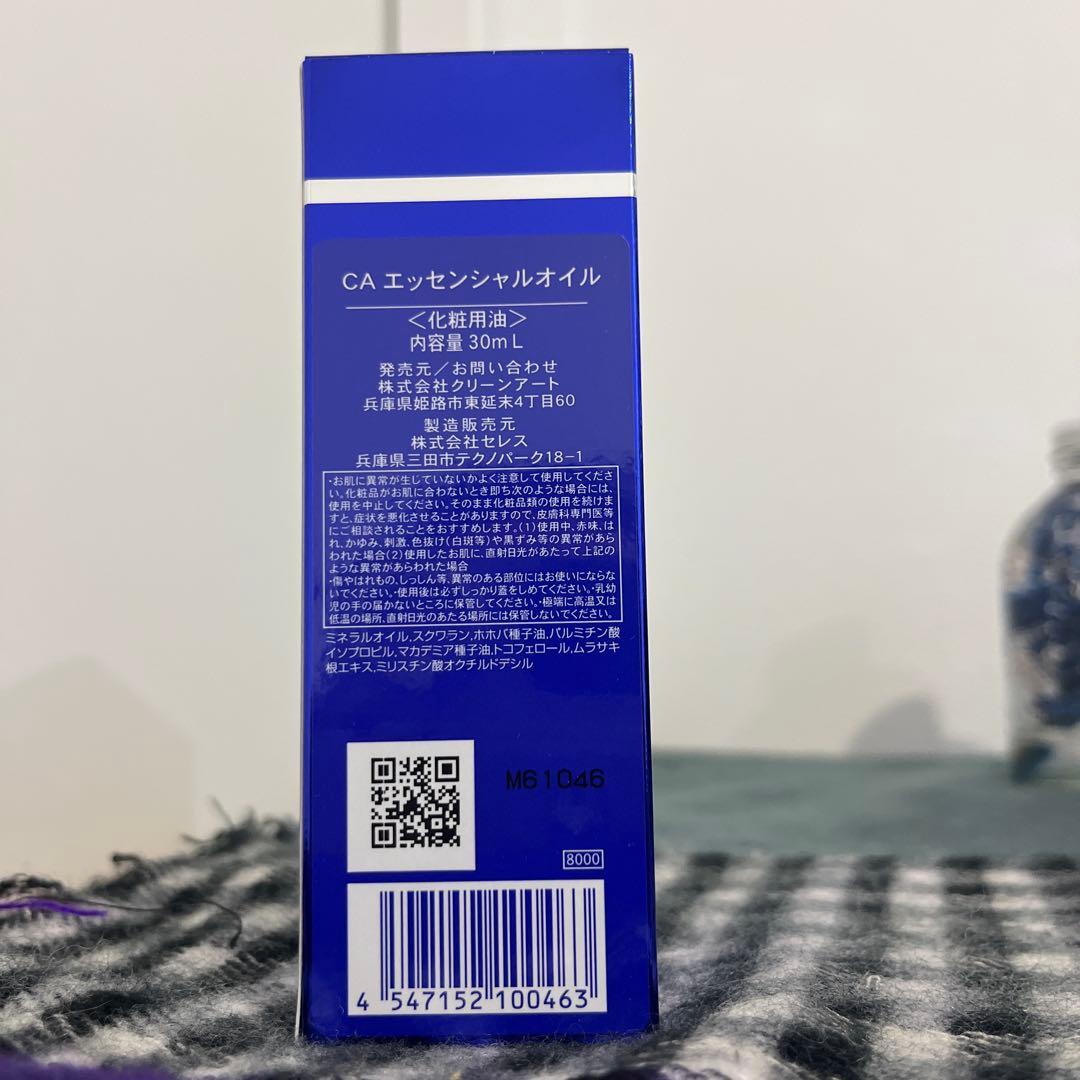 CA エッセンシャルオイル
＜化粧用油＞
内容量 30mL
発売元／お問い合わせ
株式会社クリーンアート
兵庫県姫路市東延末4丁目60
製造販売元
株式会社セレス
兵庫県三田市テクノパーク18-1
・お肌に異常が生じていないかよく注意して使用してくださ
い。化粧品がお肌に合わないとき即ち次のような場合には、
使用を中止してください。そのまま化粧品類の使用を続けま
すと、症状を悪化させることがありますので、皮膚科専門医等
にご相談されることをおすすめします。(1)使用中、赤味、は
れ、かゆみ、刺激、色抜け(白斑等)や黒ずみ等の異常があら
われた場合(2)使用したお肌に、直射日光があたって上記の
ような異常があらわれた場合
・傷やはれもの、しっしん等、異常のある部位にはお使いにならな
いでください。・使用後は必ずしっかり蓋をしめてください。・乳幼
児の手の届かないところに保管してください。・極端に高温又は
低温の場所、直射日光のあたる場所には保管しないでください。
ミネラルオイル,スクワラン,ホホバ種子油,パルミチン酸
イソプロピル,マカデミア種子油,トコフェロール,ムラサキ
根エキス,ミリスチン酸オクチルドデシル
M61046
8000
4 547152 100463